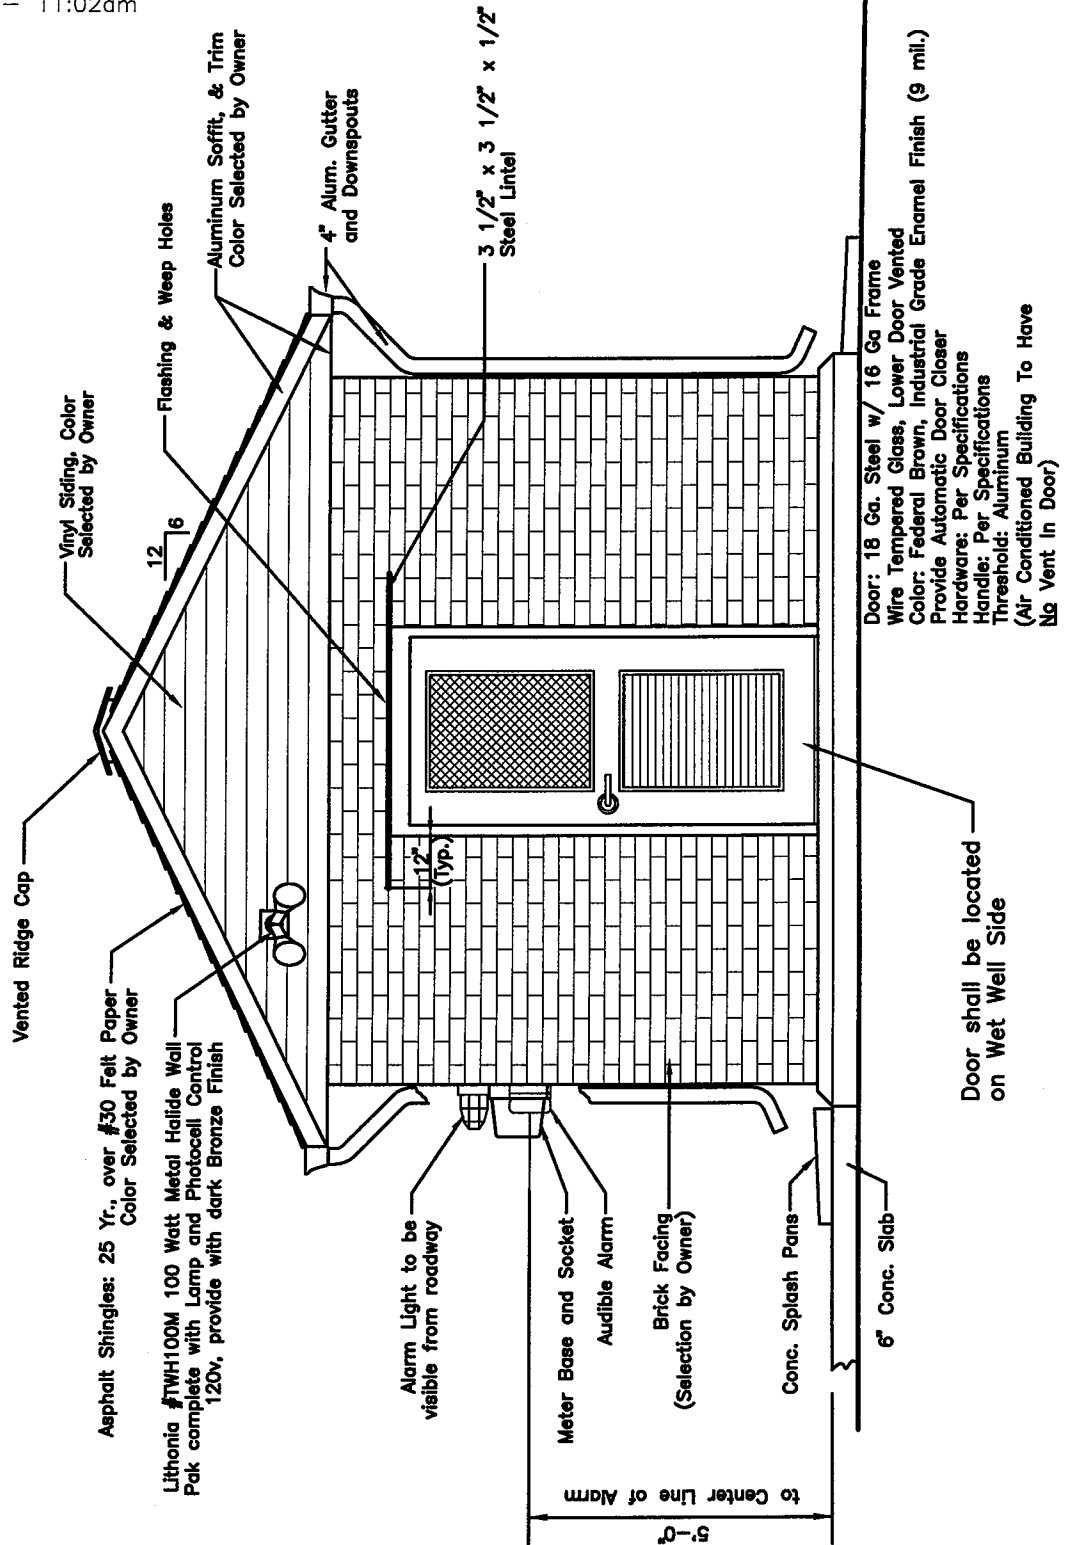 – 11:02am
Vented Ridge Cap
Asphalt Shingles: 25 Yr., over #30 Felt Paper
Color Selected by Owner
Lithonia #TWH100M 100 Watt Metal Halide Wall
Pak complete with Lamp and Photocell Control
120v, provide with dark Bronze Finish
Vinyl Siding, Color
Selected by Owner
12
6
Flashing & Weep Holes
Aluminum Soffit, & Trim
Color Selected by Owner
4" Alum. Gutter
and Downspouts
3 1/2" x 3 1/2" x 1/2"
Steel Lintel
12"
(Typ.)
Alarm Light to be
visible from roadway
Meter Base and Socket
Audible Alarm
Brick Facing
(Selection by Owner)
Conc. Splash Pans
6" Conc. Slab
5'-0"
to Center Line of Alarm
Door shall be located
on Wet Well Side
Door: 18 Ga. Steel w/ 16 Ga Frame
Wire Tempered Glass, Lower Door Vented
Color: Federal Brown, Industrial Grade Enamel Finish (9 mil.)
Provide Automatic Door Closer
Hardware: Per Specifications
Handle: Per Specifications
Threshold: Aluminum
(Air Conditioned Building To Have
No Vent In Door)